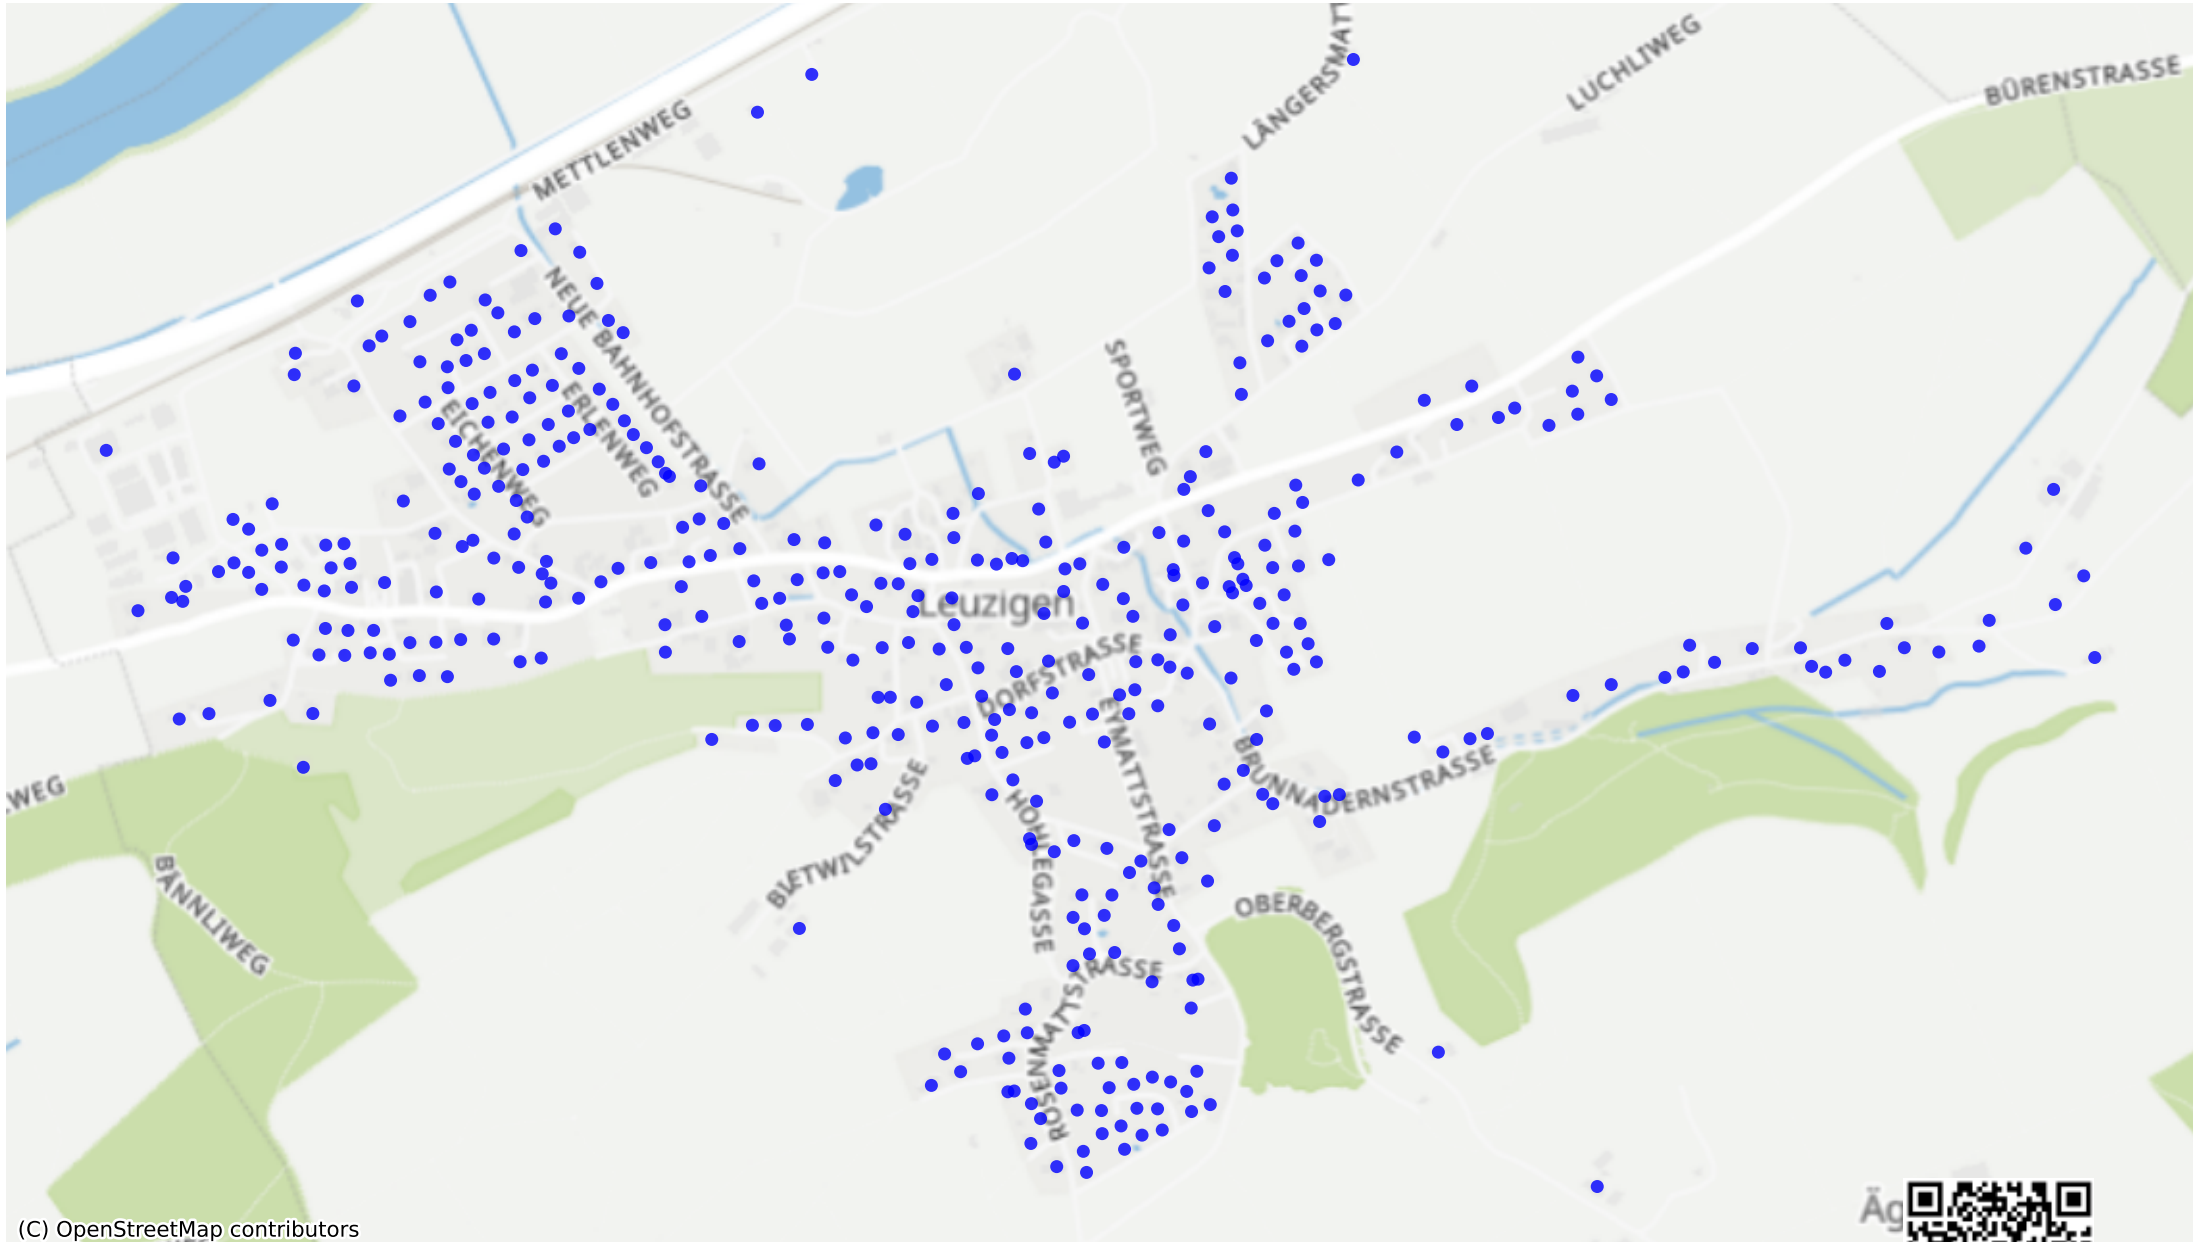 LÄNGERSMATT
LUCHLIWEG
BÜRENSTRASSE
METTLENWEG
NEUE BAHNHOFSTRASSE
SPORTWEG
ERLENWEG
EICHENWEG
Leuzigen
DORFSTRASSE
EYMATTSTRASSE
BRUNNADERNSTRASSE
WEG
BIETWILSTRASSE
HOHLEGASSE
BÄNNLIWEG
OBERBERGSTRASSE
ROSENMATTSTRASSE
Äg
(C) OpenStreetMap contributors